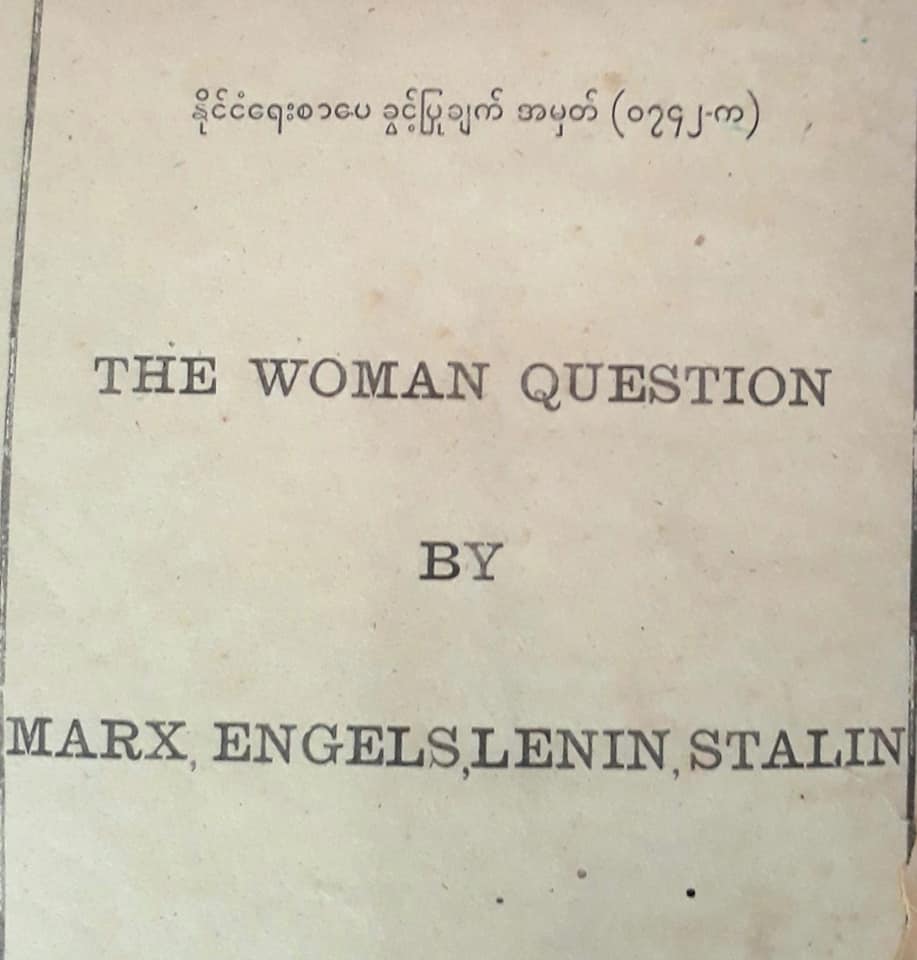 နိုင်ငံရေးစာပေ ခွင့်ပြုချက် အမှတ် (၀၇၄၂-က)
THE WOMAN QUESTION
BY
MARX, ENGELS, LENIN, STALIN